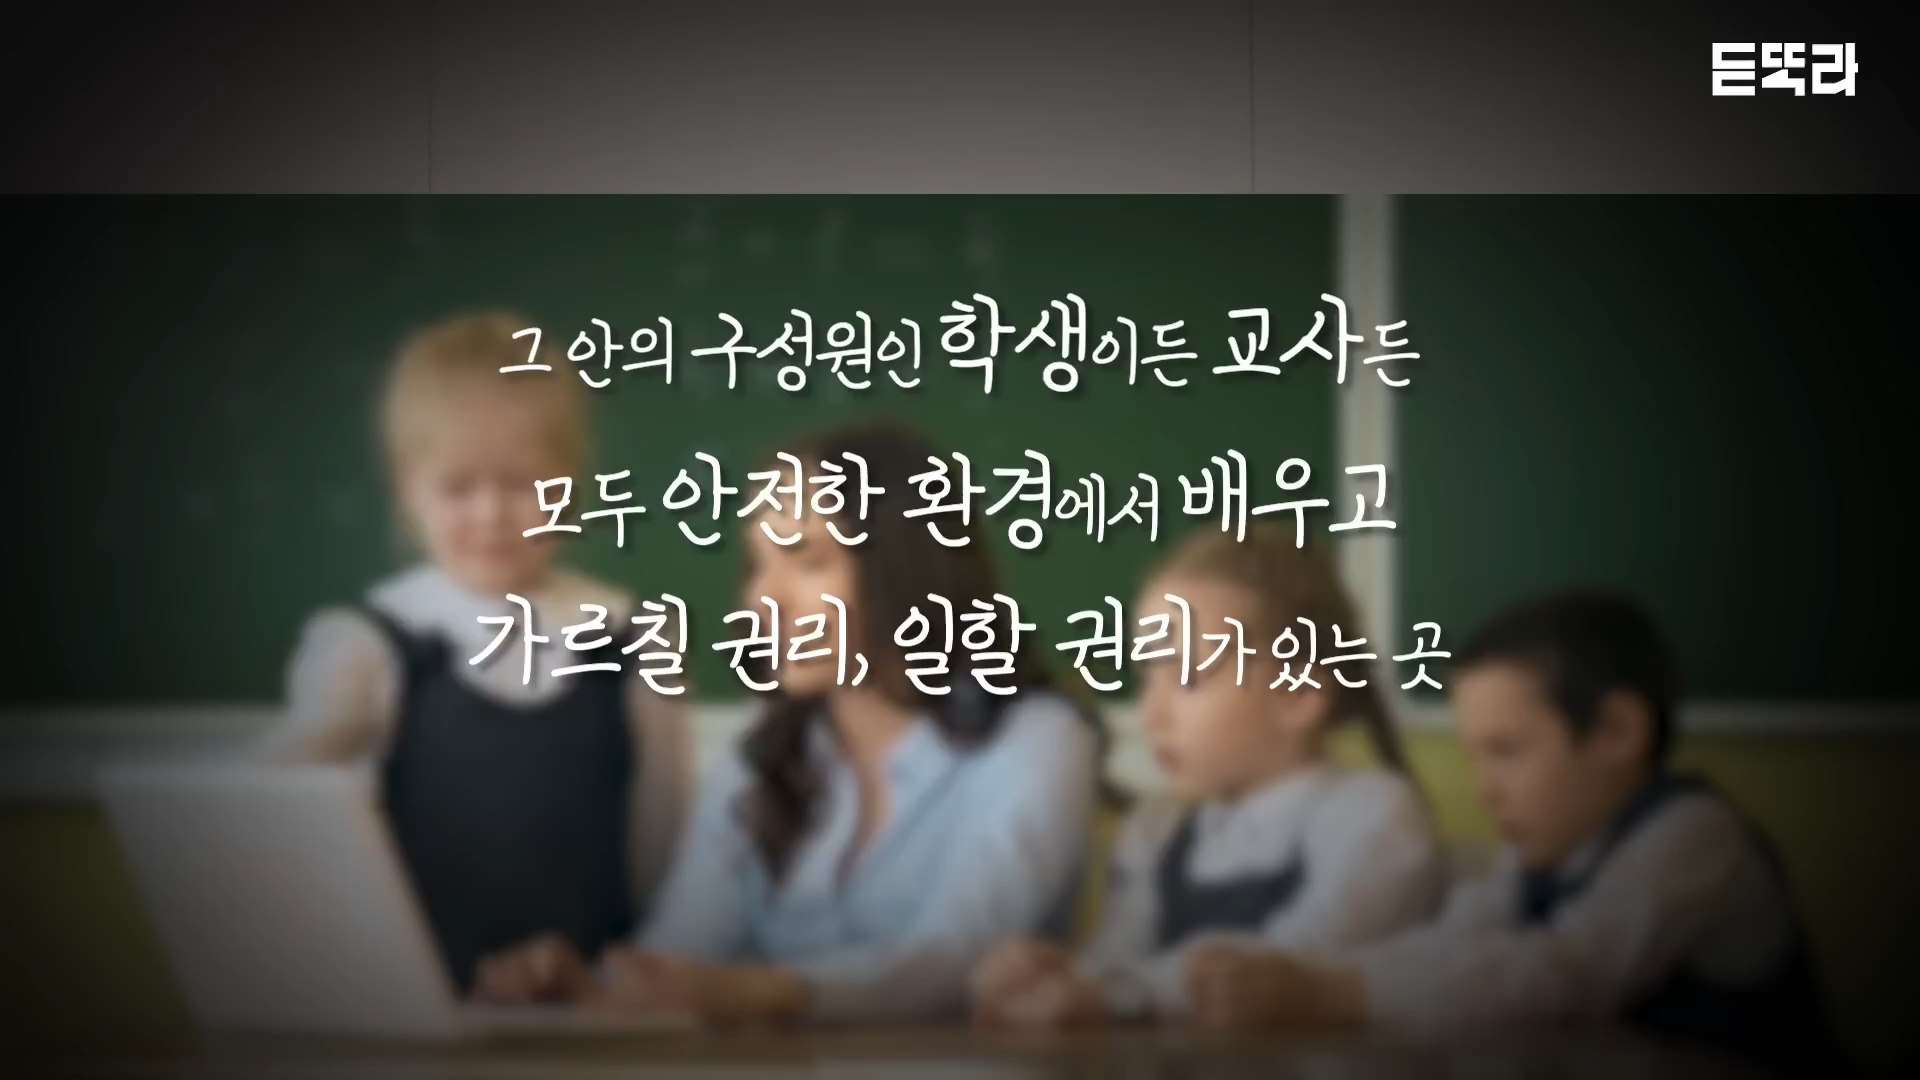 듣똑라
그 안의 구성원인 학생이든 교사든
모두 안전한 환경에서 배우고
가르칠 권리, 일할 권리가 있는 곳